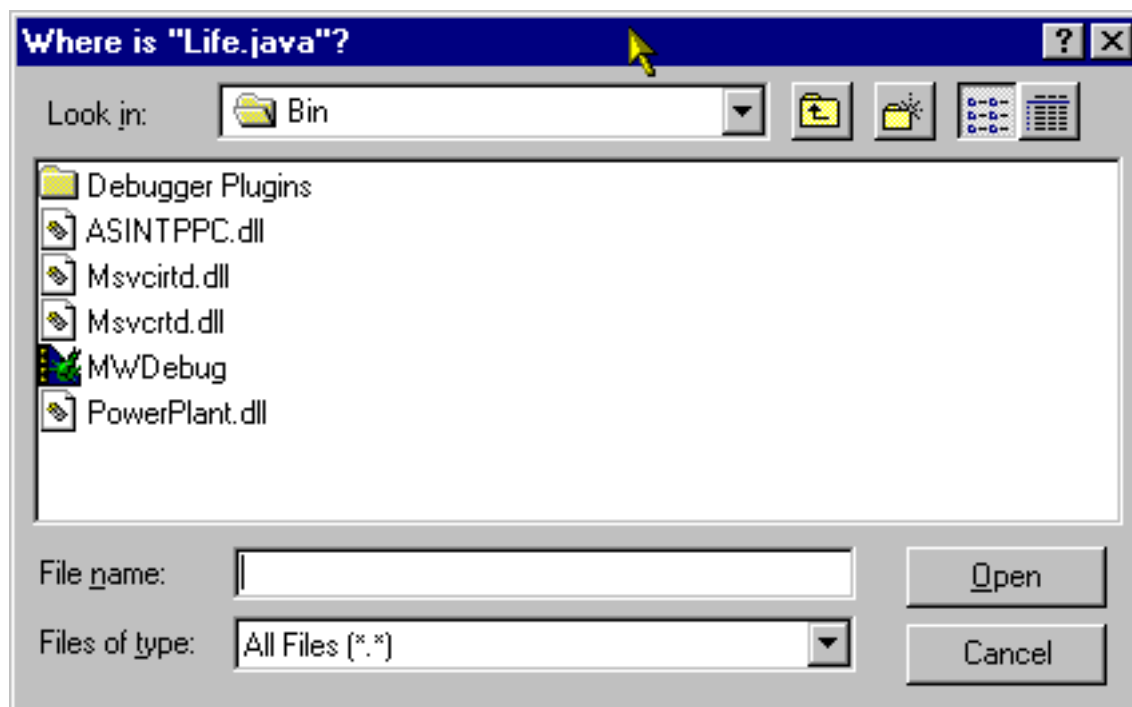 Where is "Life.java"?
Look in: Bin
Debugger Plugins
ASINTPPC.dll
Msvcirtd.dll
Msvcrtd.dll
MWDebug
PowerPlant.dll
File name: Open
Files of type: All Files (*.*) Cancel